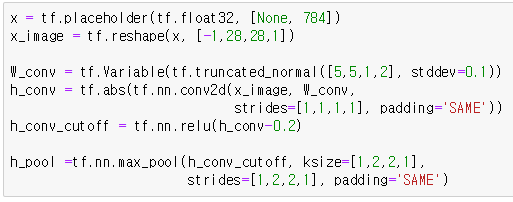 x = tf.placeholder(tf.float32, [None, 784])
x_image = tf.reshape(x, [-1,28,28,1])
W_conv = tf.Variable(tf.truncated_normal([5,5,1,2], stddev=0.1))
h_conv = tf.abs(tf.nn.conv2d(x_image, W_conv,
strides=[1,1,1,1], padding='SAME'))
h_conv_cutoff = tf.nn.relu(h_conv-0.2)
h_pool =tf.nn.max_pool(h_conv_cutoff, ksize=[1,2,2,1],
strides=[1,2,2,1], padding='SAME')